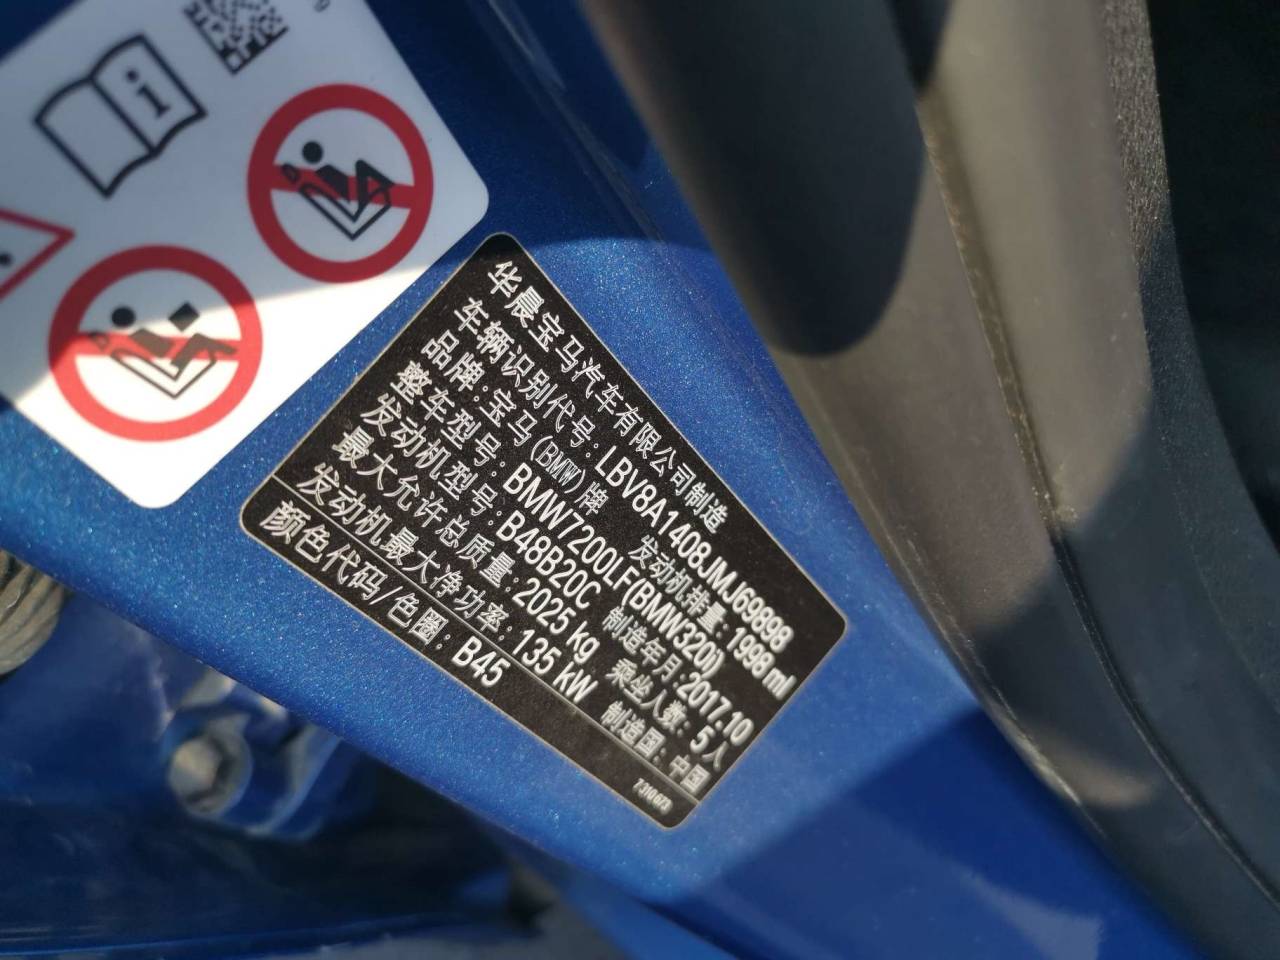 华晨宝马汽车有限公司制造
车辆识别代号: LBV8A1408JMJ69898
品牌: 宝马(BMW)牌 发动机排量: 1998 ml
整车型号: BMW7200LF(BMW320i)
发动机型号: B48B20C 制造年月: 2017.10
最大允许总质量: 2025 kg 乘坐人数: 5人
发动机最大净功率: 135 kW 制造国: 中国
颜色代码/色圈: B45